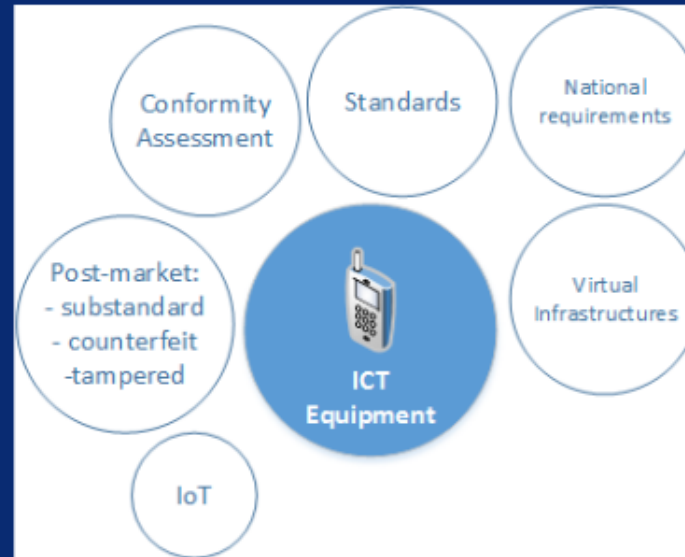 Conformity
Assessment
Standards
National
requirements
Post-market:
- substandard
- counterfeit
-tampered
ICT
Equipment
Virtual
Infrastructures
IoT